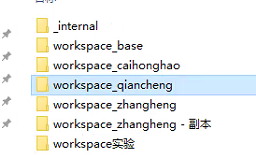 _internal
workspace_base
workspace_caihonghao
workspace_qiancheng
workspace_zhangheng
workspace_zhangheng - 副本
workspace实验